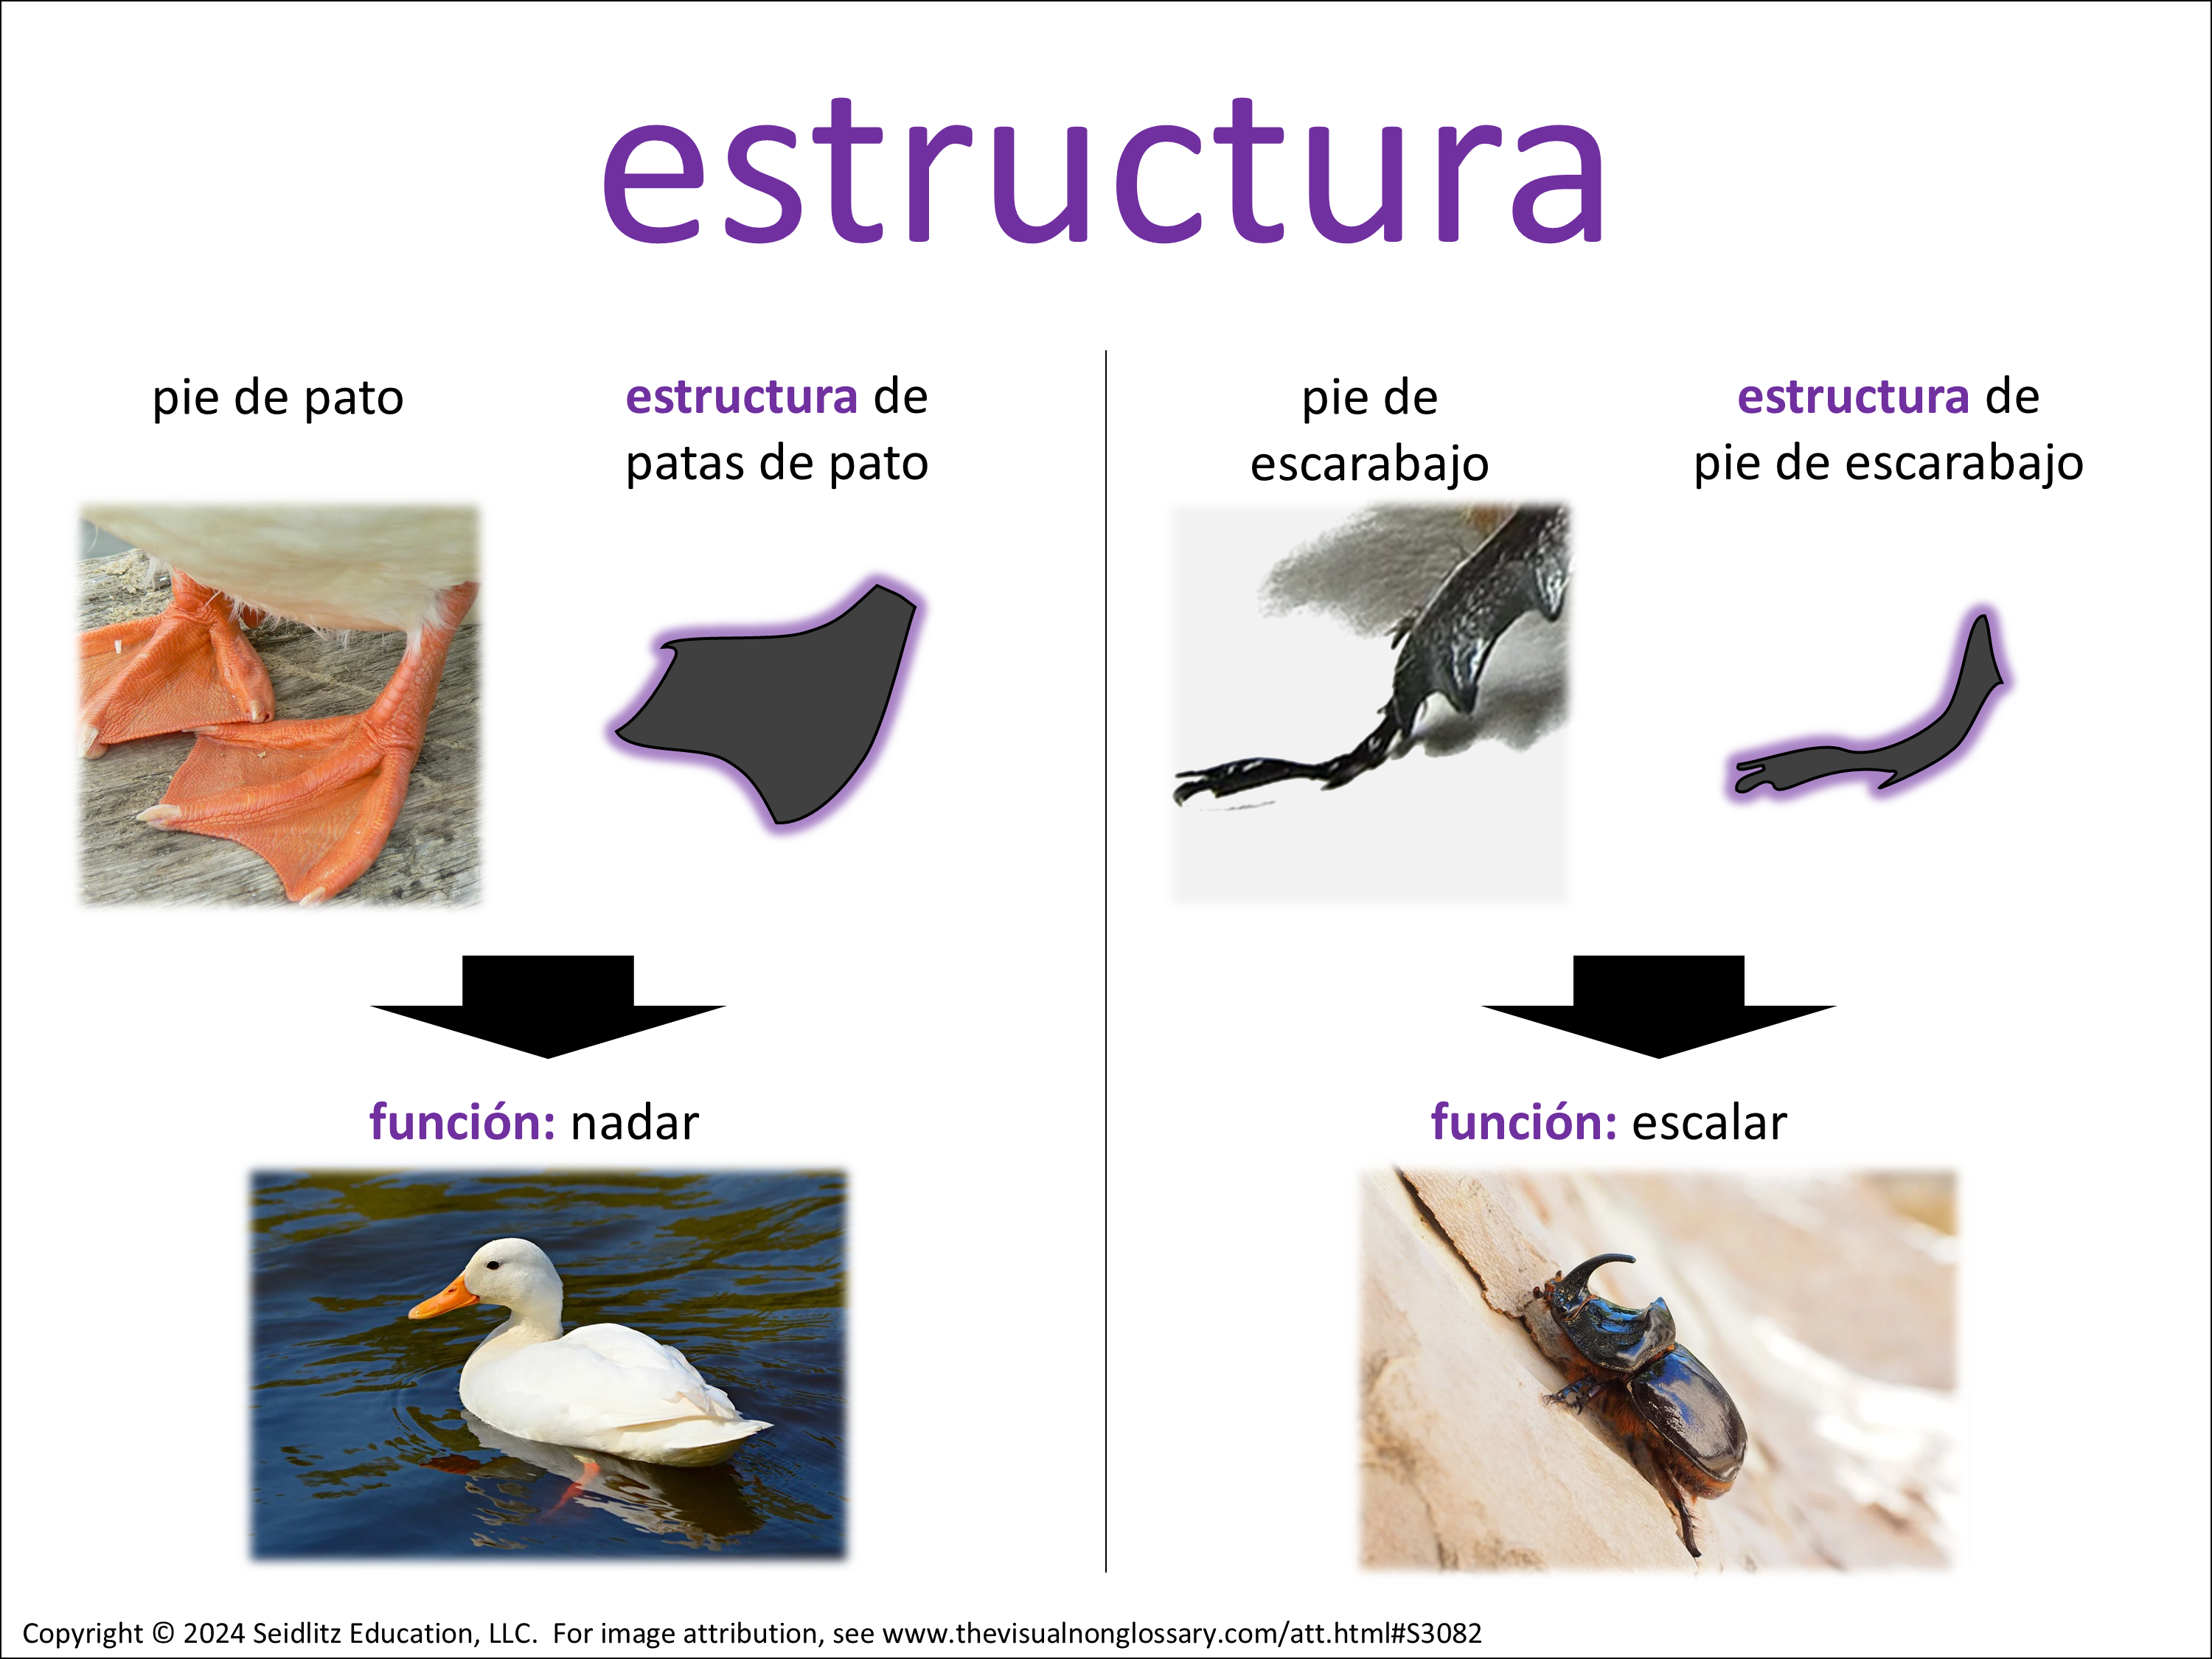 estructura
pie de pato
estructura de
patas de pato
pie de
escarabajo
estructura de
pie de escarabajo
función: nadar
función: escalar
Copyright © 2024 Seidlitz Education, LLC.  For image attribution, see www.thevisualnonglossary.com/att.html#S3082